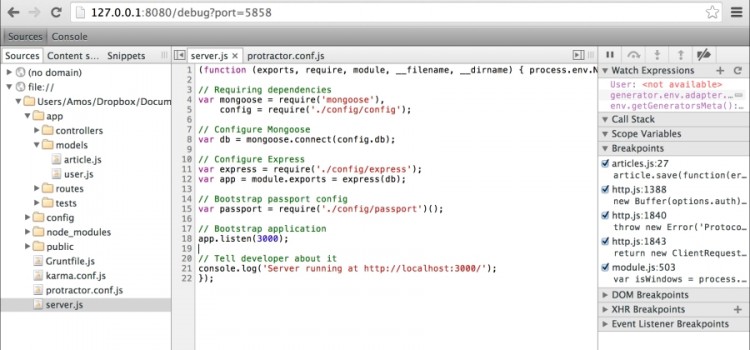 127.0.0.1:8080/debug?port=5858
Sources Console
Sources Content s... Snippets
(no domain)
file://
Users/Amos/Dropbox/Docum
app
controllers
models
article.js
user.js
routes
tests
config
node_modules
public
Gruntfile.js
karma.conf.js
protractor.conf.js
server.js
server.js × protractor.conf.js
1 (function (exports, require, module, __filename, __dirname) { process.env.N
2
3 // Requiring dependencies
4 var mongoose = require('mongoose'),
5 config = require('./config/config');
6
7 // Configure Mongoose
8 var db = mongoose.connect(config.db);
9
10 // Configure Express
11 var express = require('./config/express');
12 var app = module.exports = express(db);
13
14 // Bootstrap passport config
15 var passport = require('./config/passport')();
16
17 // Bootstrap application
18 app.listen(3000);
19
20 // Tell developer about it
21 console.log('Server running at http://localhost:3000/');
22 });
Watch Expressions
User: <not available>
generator.env.adapter...
env.getGeneratorsMeta():...
Call Stack
Scope Variables
Breakpoints
articles.js:27
article.save(function(er...
http.js:1388
new Buffer(options.auth)...
http.js:1840
throw new Error('Protoco...
http.js:1843
return new ClientRequest...
module.js:503
var isWindows = process...
DOM Breakpoints
XHR Breakpoints
Event Listener Breakpoints